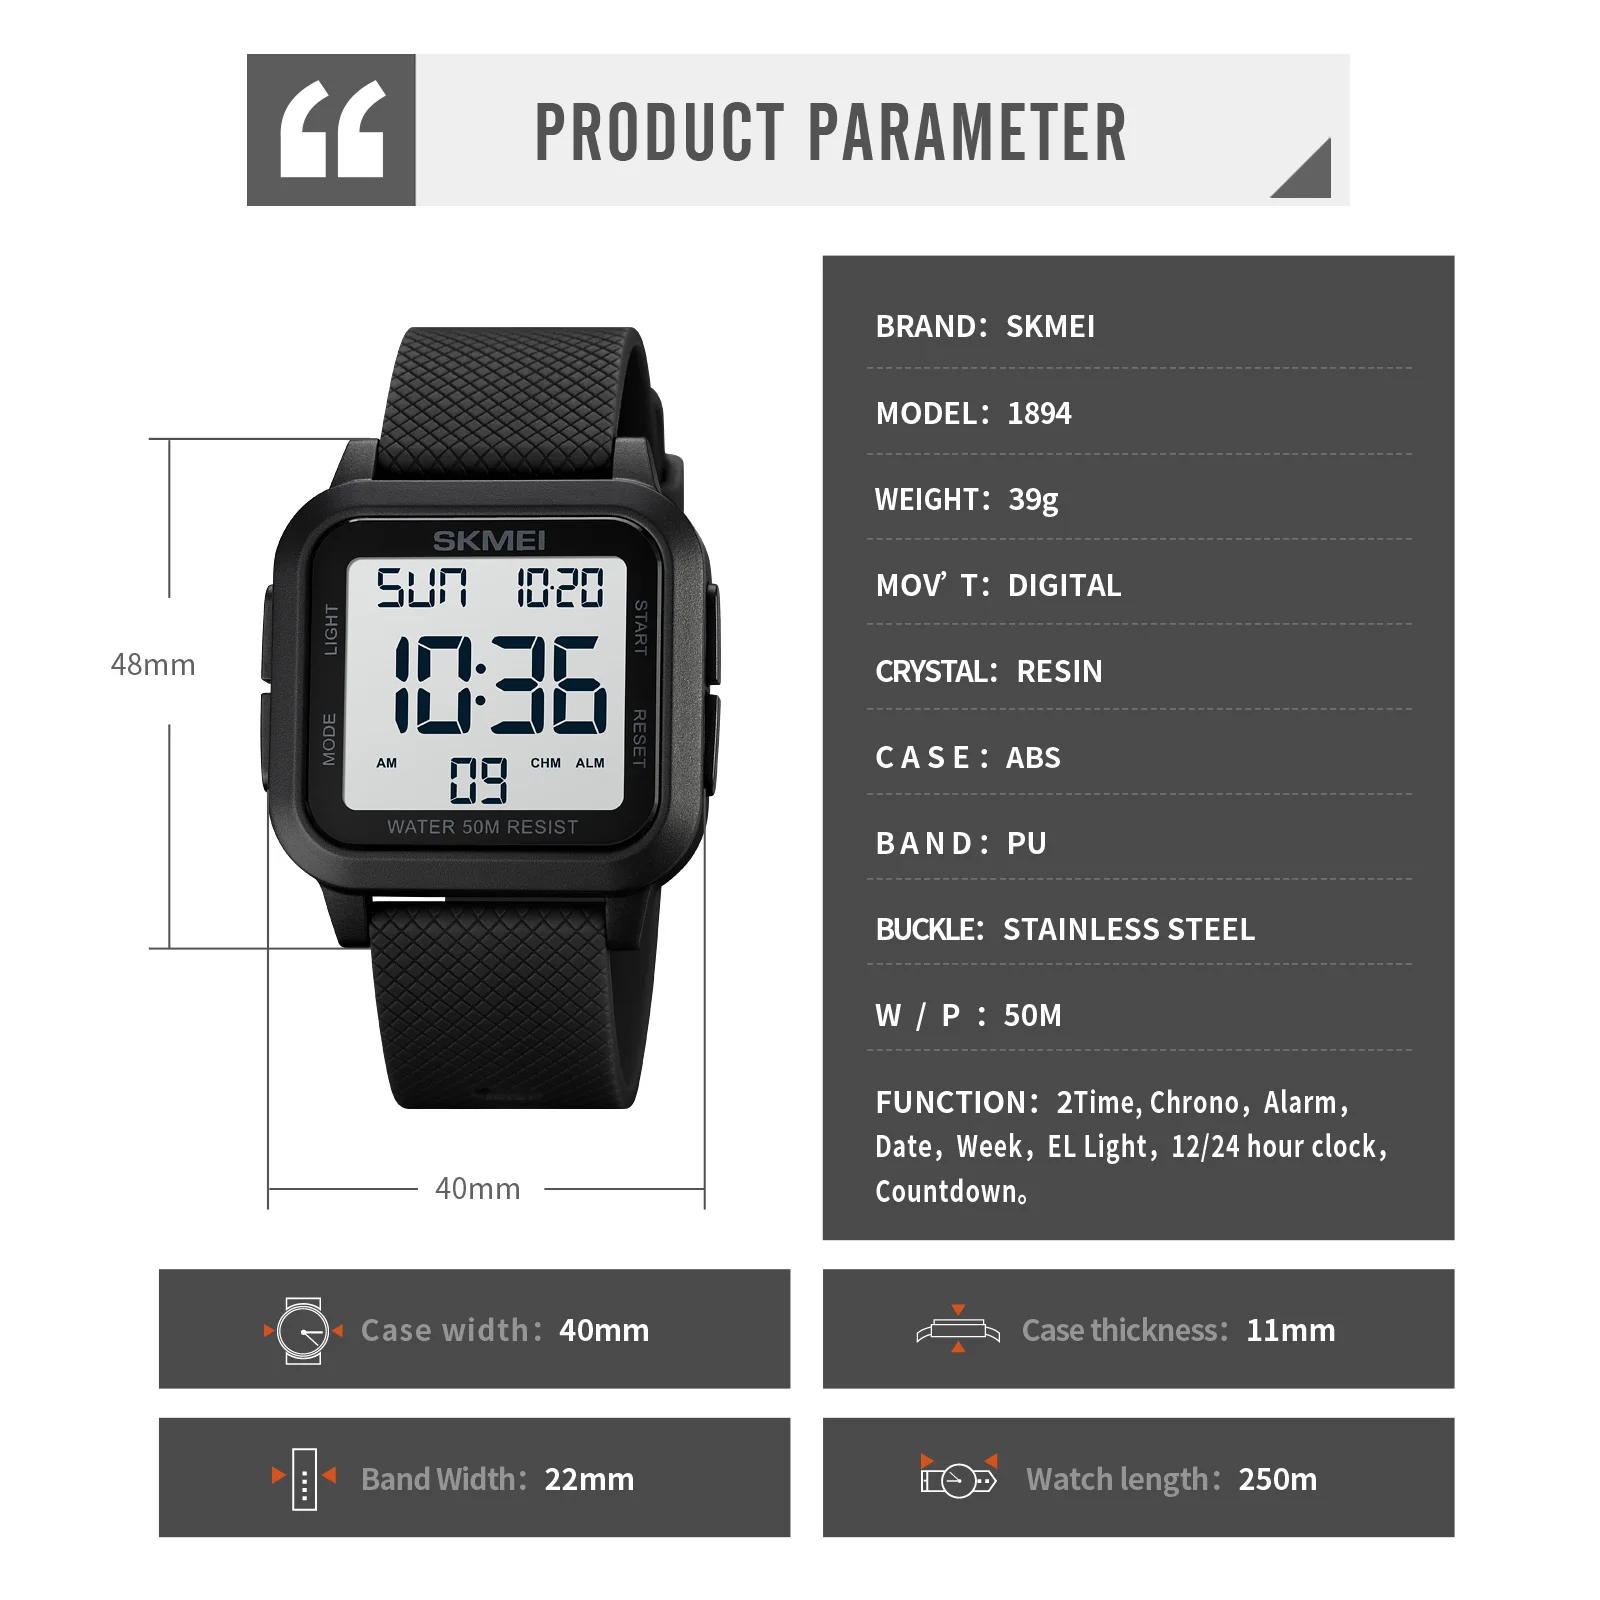 PRODUCT PARAMETER
BRAND： SKMEI
MODEL： 1894
WEIGHT： 39g
MOV’ T： DIGITAL
CRYSTAL： RESIN
CASE： ABS
BAND： PU
BUCKLE： STAINLESS STEEL
W / P ： 50M
FUNCTION： 2Time, Chrono，Alarm，
Date，Week，EL Light，12/24 hour clock，
Countdown。
SKMEI
SUN 10-20
LIGHT
START
10:36
MODE
RESET
AM 09 CHM ALM
WATER 50M RESIST
48mm
40mm
Case width： 40mm
Case thickness： 11mm
Band Width： 22mm
Watch length： 250m